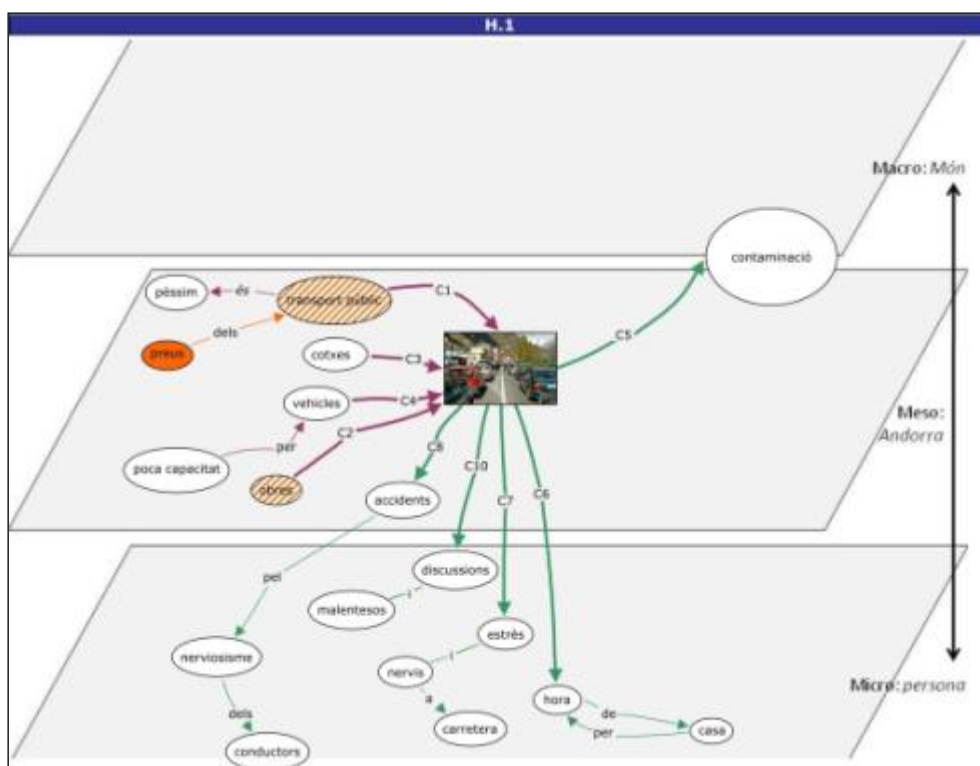 H.1
Macro: Món
contaminació
pèssim
és
transport públic
C1
dels
preus
cotxes
C3
C5
vehicles
C4
C2
per
Meso:
Andorra
poca capacitat
obres
C8
C10
accidents
C7
C6
pel
discussions
i
malentesos
estrès
nerviosisme
i
nervis
Micro: persona
hora
de
a
per
casa
dels
carretera
conductors